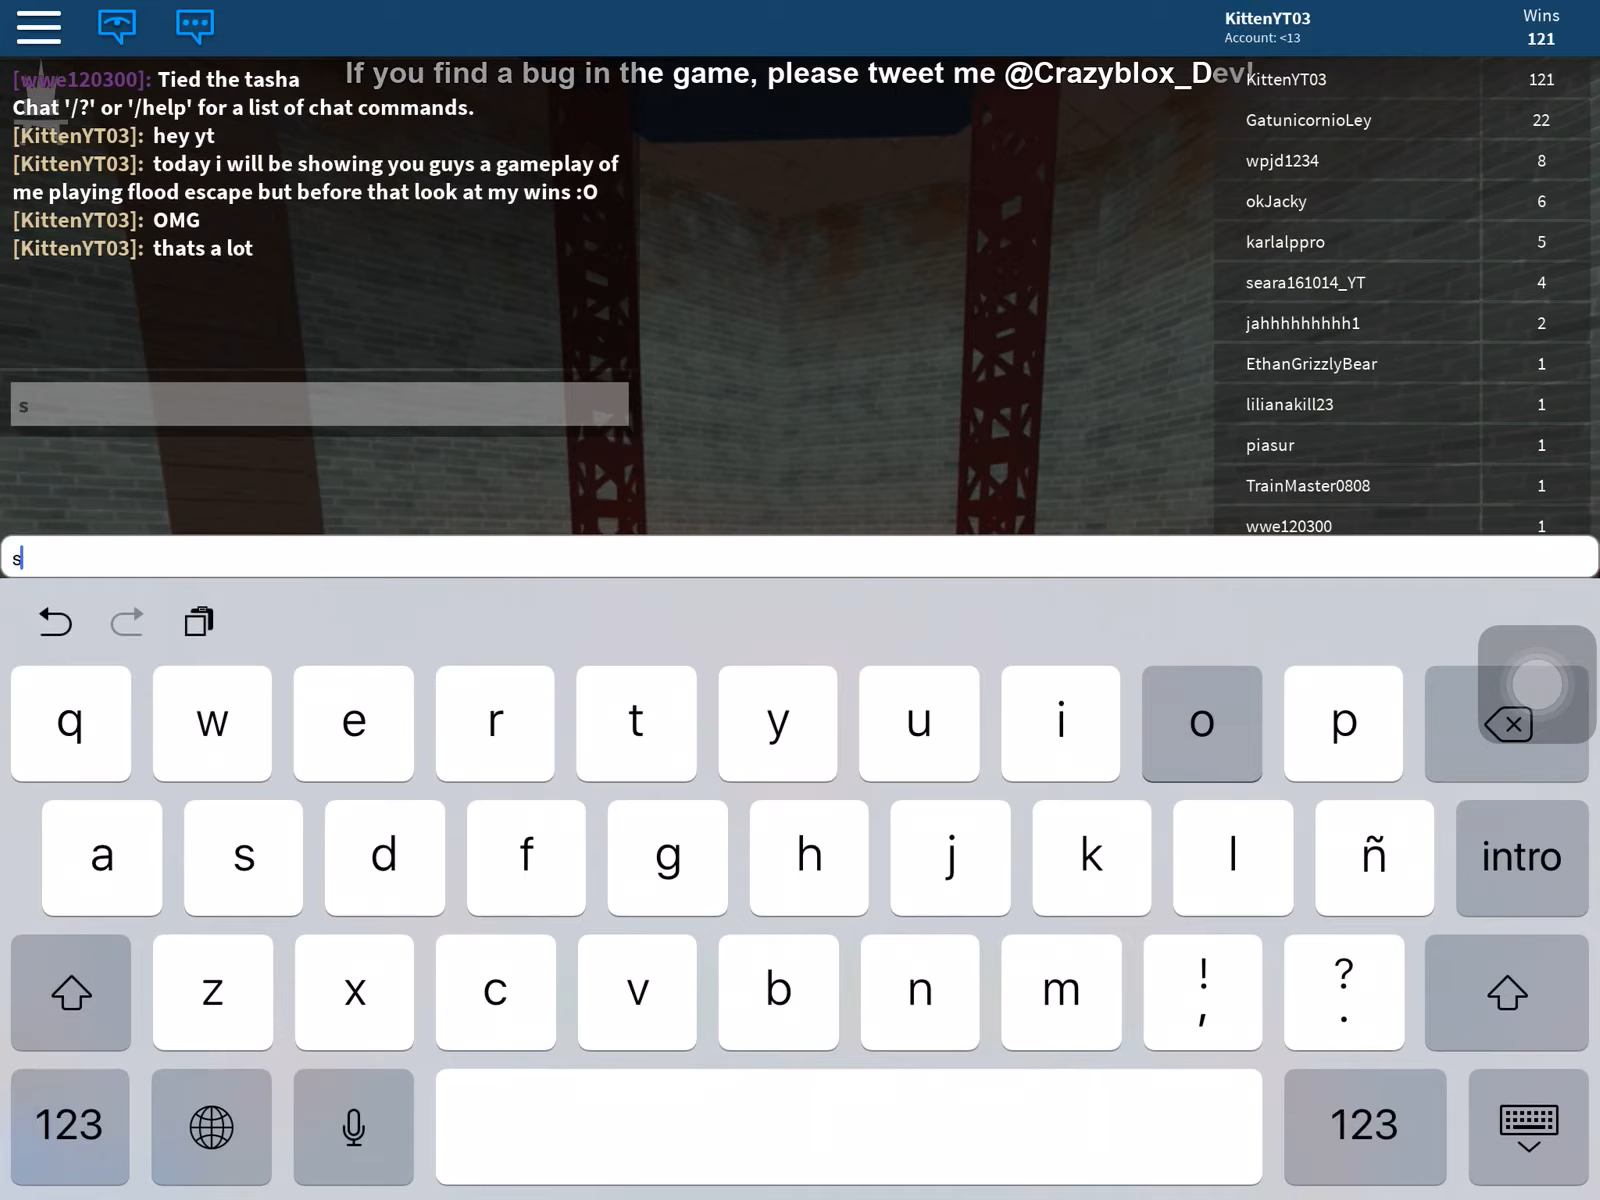 KittenYT03
Account: <13
Wins
121
If you find a bug in the game, please tweet me @Crazyblox_Dev!
[wwe120300]: Tied the tasha
Chat '/?' or '/help' for a list of chat commands.
[KittenYT03]: hey yt
[KittenYT03]: today i will be showing you guys a gameplay of
me playing flood escape but before that look at my wins :O
[KittenYT03]: OMG
[KittenYT03]: thats a lot
s
KittenYT03 121
GatunicornioLey 22
wpjd1234 8
okJacky 6
karlalppro 5
seara161014_YT 4
jahhhhhhhhh1 2
EthanGrizzlyBear 1
lilianakill23 1
piasur 1
TrainMaster0808 1
wwe120300 1
s
q w e r t y u i o p
a s d f g h j k l ñ intro
z x c v b n m ! , ? .
123 123